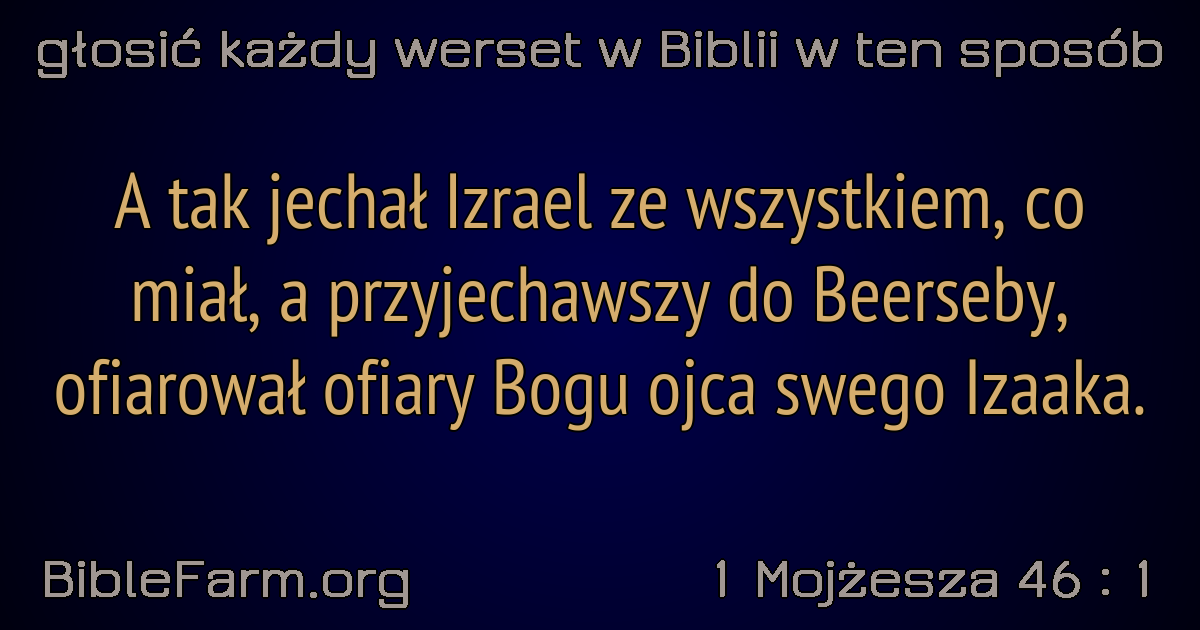 głosić każdy werset w Biblii w ten sposób
A tak jechał Izrael ze wszystkiem, co
miał, a przyjechawszy do Beerseby,
ofiarował ofiary Bogu ojca swego Izaaka.
BibleFarm.org
1 Mojżesza 46 : 1